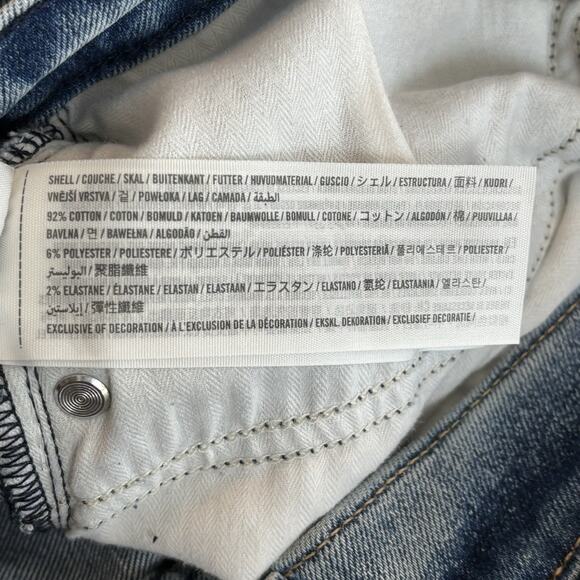 SHELL / COUCHE / SKAL / BUITENKANT / FUTTER / HUVUDMATERIAL / GUSCIO / シェル / ESTRUCTURA / 面料 / KUORI /
VNĚJŠÍ VRSTVA / 겉 / POWŁOKA / LAG / CAMADA / الطبقة /
92% COTTON / COTON / BOMULD / KATOEN / BAUMWOLLE / BOMULL / COTONE / コットン / ALGODÓN / 棉 / PUUVILLAA /
BAVLNA / 면 / BAWEŁNA / ALGODÃO / القطن /
6% POLYESTER / POLIESTERE / ポリエステル / POLIÉSTER / 涤纶 / POLYESTERIÄ / 폴리에스테르 / POLIESTER /
البوليستر / 聚脂纖維
2% ELASTANE / ÉLASTANE / ELASTAN / ELASTAAN / エラスタン / ELASTANO / 氨纶 / ELASTAANIA / 엘리스탄 /
إيلاستين / 彈性纖維
EXCLUSIVE OF DECORATION / À L'EXCLUSION DE LA DÉCORATION / EKSKL. DEKORATION / EXCLUSIEF DECORATIE /